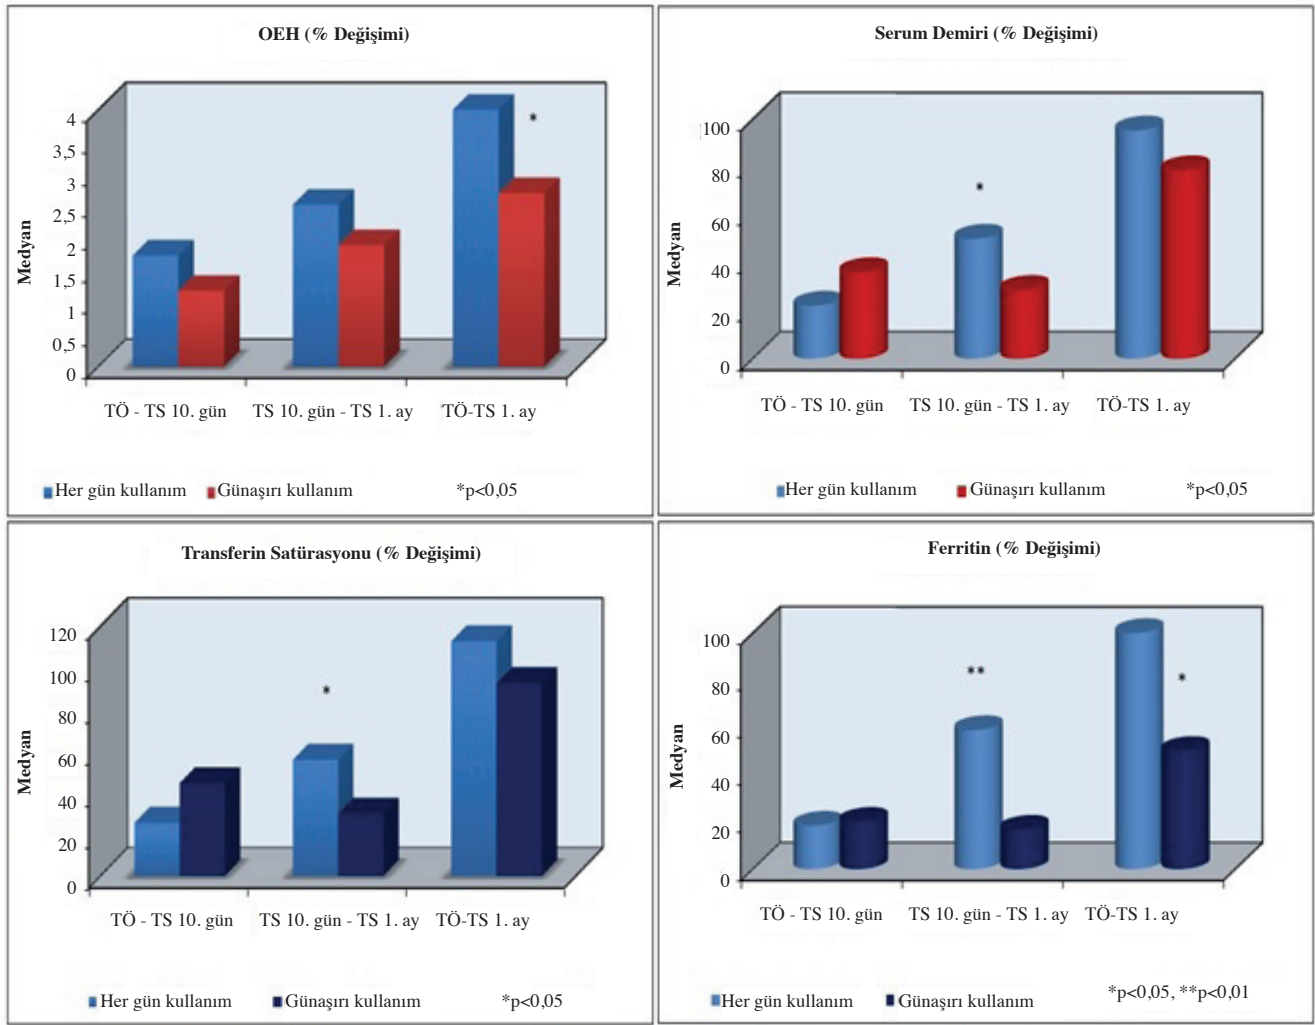 OEH (% Değişimi)
Medyan
4
3,5
3
2,5
2
1,5
1
0,5
0
*
TÖ - TS 10. gün
TS 10. gün - TS 1. ay
TÖ-TS 1. ay
Her gün kullanım
Günaşırı kullanım
*p<0,05
Serum Demiri (% Değişimi)
Medyan
100
80
60
40
20
0
*
TÖ - TS 10. gün
TS 10. gün - TS 1. ay
TÖ-TS 1. ay
Her gün kullanım
Günaşırı kullanım
*p<0,05
Transferin Satürasyonu (% Değişimi)
Medyan
120
100
80
60
40
20
0
*
TÖ - TS 10. gün
TS 10. gün - TS 1. ay
TÖ-TS 1. ay
Her gün kullanım
Günaşırı kullanım
*p<0,05
Ferritin (% Değişimi)
Medyan
100
80
60
40
20
0
**
*
TÖ - TS 10. gün
TS 10. gün - TS 1. ay
TÖ-TS 1. ay
Her gün kullanım
Günaşırı kullanım
*p<0,05, **p<0,01